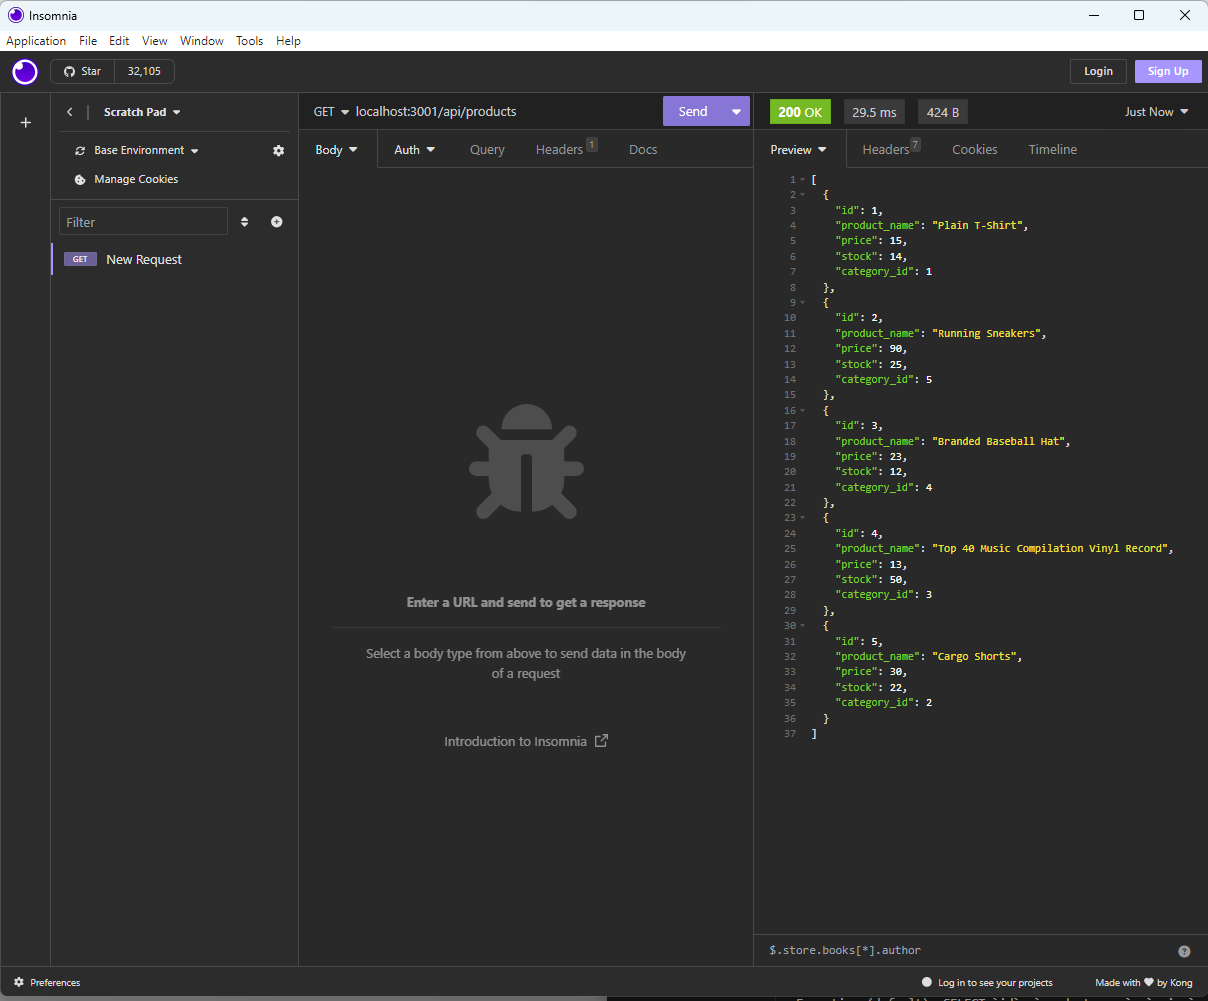 Insomnia
Application File Edit View Window Tools Help
Star 32,105
Login Sign Up
Scratch Pad
Base Environment
Manage Cookies
Filter
GET New Request
GET localhost:3001/api/products
Send
Body Auth Query Headers 1 Docs
Enter a URL and send to get a response
Select a body type from above to send data in the body
of a request
Introduction to Insomnia
200 OK 29.5 ms 424 B Just Now
Preview Headers 7 Cookies Timeline
1 [
2 {
3 "id": 1,
4 "product_name": "Plain T-Shirt",
5 "price": 15,
6 "stock": 14,
7 "category_id": 1
8 },
9 {
10 "id": 2,
11 "product_name": "Running Sneakers",
12 "price": 90,
13 "stock": 25,
14 "category_id": 5
15 },
16 {
17 "id": 3,
18 "product_name": "Branded Baseball Hat",
19 "price": 23,
20 "stock": 12,
21 "category_id": 4
22 },
23 {
24 "id": 4,
25 "product_name": "Top 40 Music Compilation Vinyl Record",
26 "price": 13,
27 "stock": 50,
28 "category_id": 3
29 },
30 {
31 "id": 5,
32 "product_name": "Cargo Shorts",
33 "price": 30,
34 "stock": 22,
35 "category_id": 2
36 }
37 ]
$.store.books[*].author
Preferences
Log in to see your projects
Made with by Kong